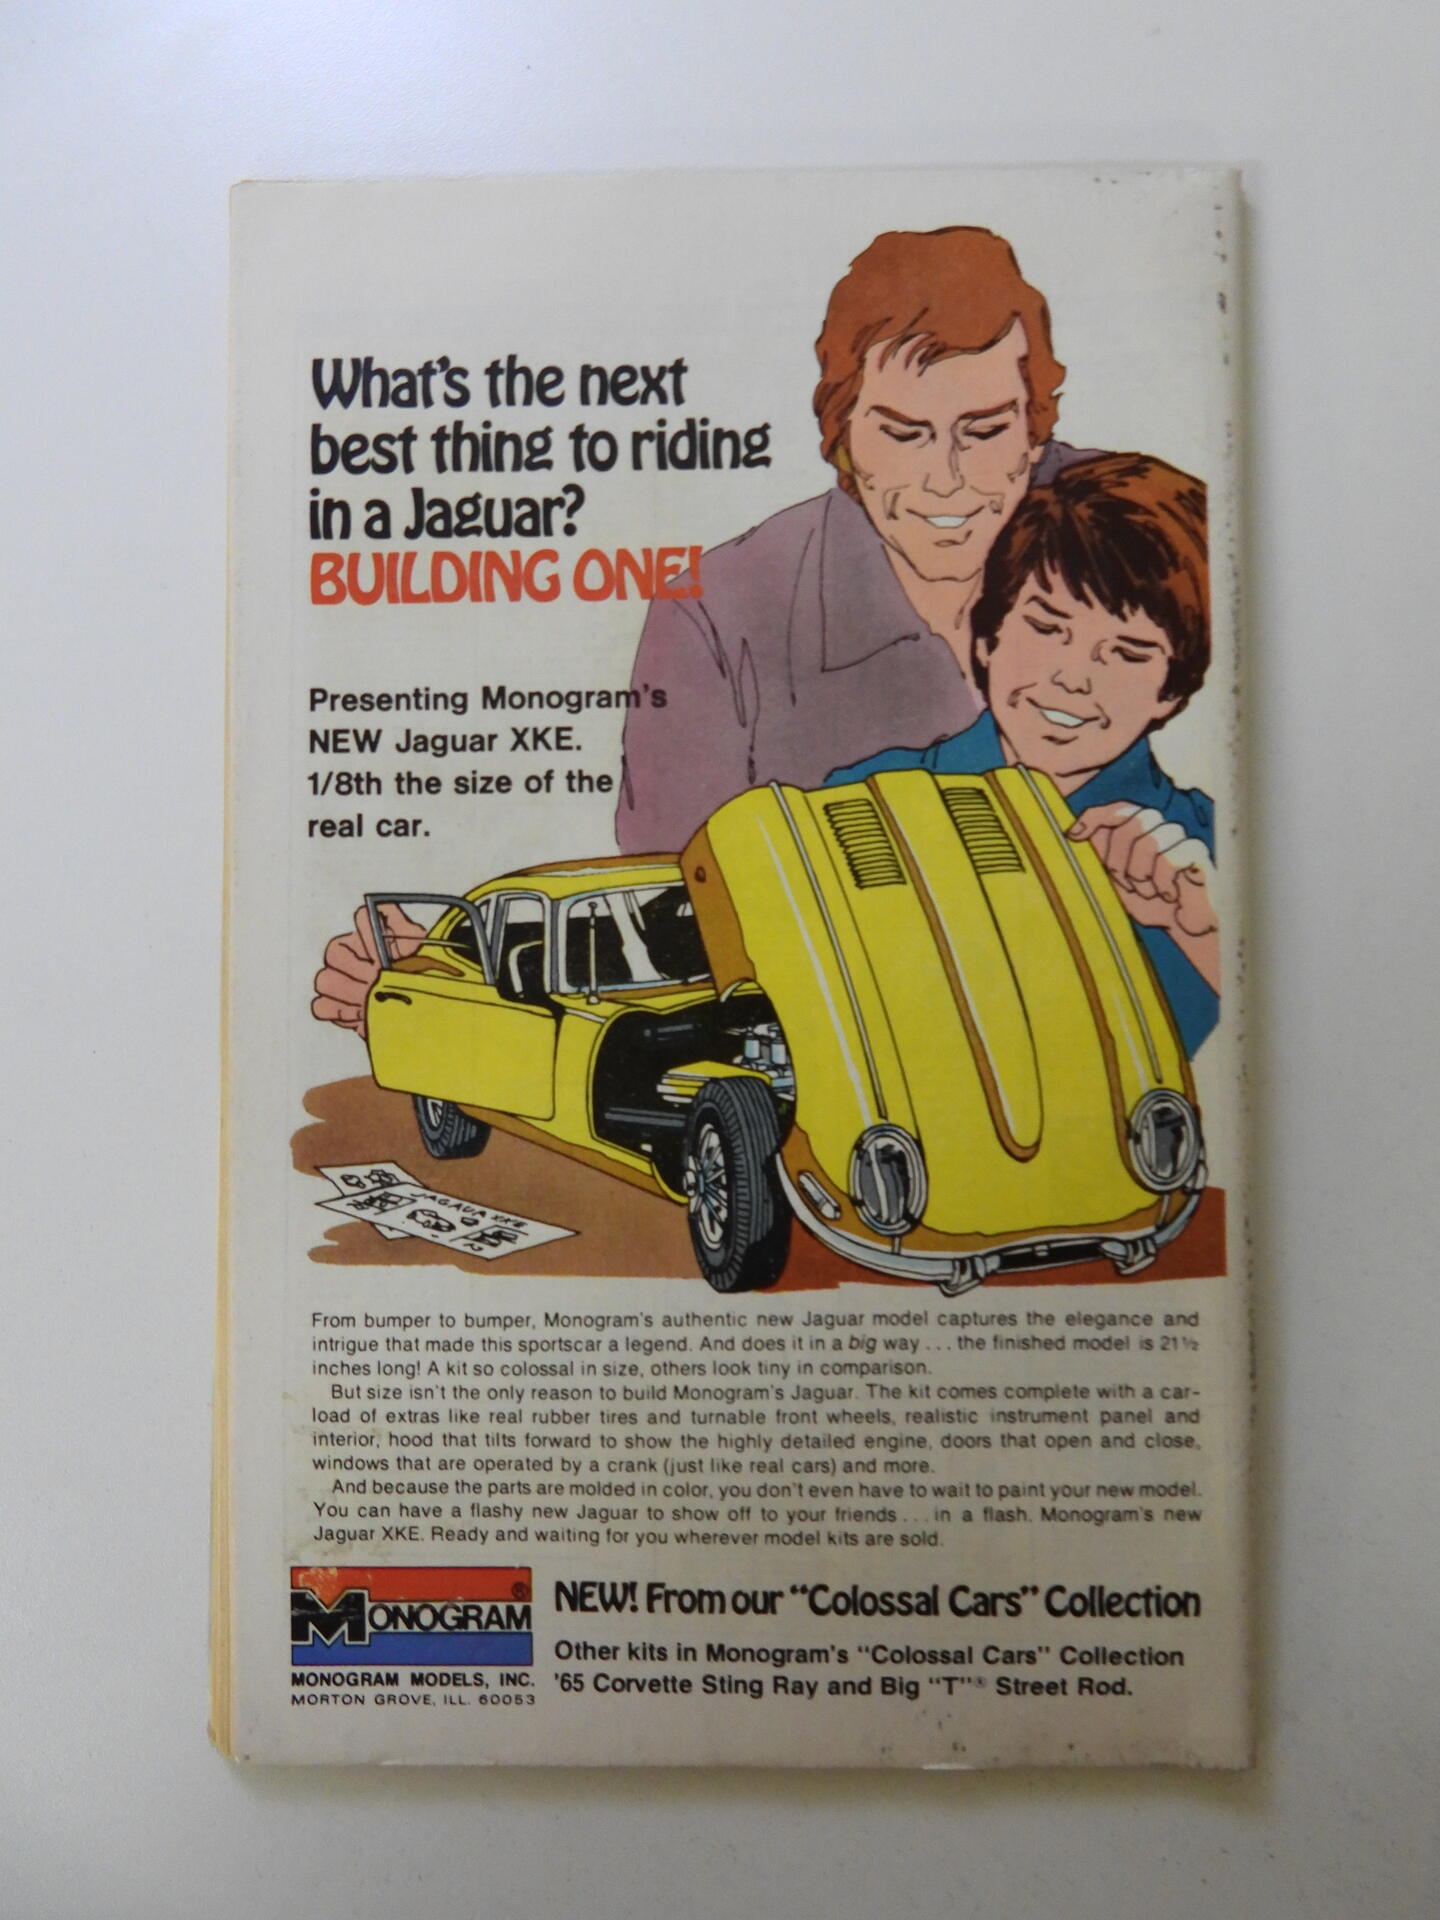 What's the next
best thing to riding
in a Jaguar?
BUILDING ONE!
Presenting Monogram's
NEW Jaguar XKE.
1/8th the size of the
real car.
JAGAUR XKE
From bumper to bumper, Monogram's authentic new Jaguar model captures the elegance and
intrigue that made this sportscar a legend. And does it in a big way . . . the finished model is 21½
inches long! A kit so colossal in size, others look tiny in comparison.
But size isn't the only reason to build Monogram's Jaguar. The kit comes complete with a car-
load of extras like real rubber tires and turnable front wheels, realistic instrument panel and
interior, hood that tilts forward to show the highly detailed engine, doors that open and close,
windows that are operated by a crank (just like real cars) and more.
And because the parts are molded in color, you don't even have to wait to paint your new model.
You can have a flashy new Jaguar to show off to your friends . . . in a flash. Monogram's new
Jaguar XKE. Ready and waiting for you wherever model kits are sold.
MONOGRAM®
MONOGRAM MODELS, INC.
MORTON GROVE, ILL. 60053
NEW! From our "Colossal Cars" Collection
Other kits in Monogram's "Colossal Cars" Collection
'65 Corvette Sting Ray and Big "T"® Street Rod.